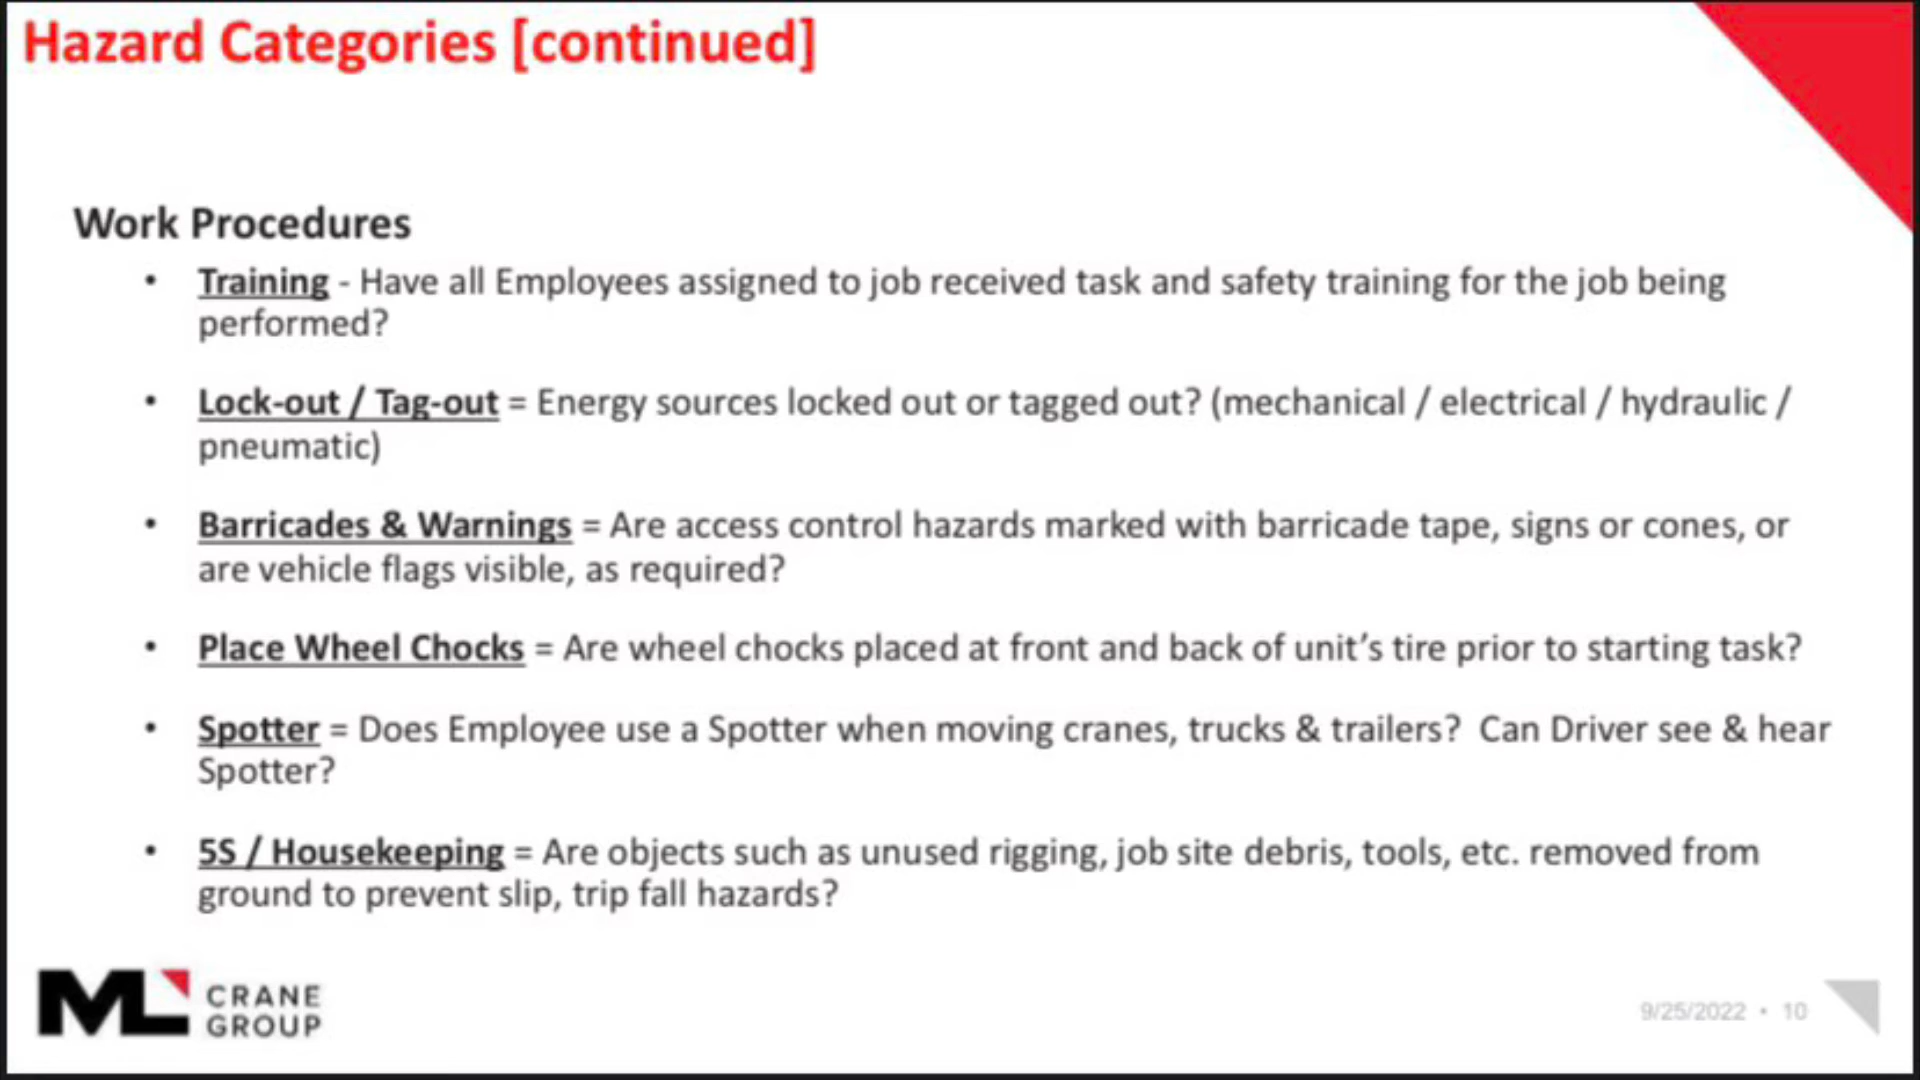 Hazard Categories [continued]
Work Procedures
• Training - Have all Employees assigned to job received task and safety training for the job being
performed?
• Lock-out / Tag-out = Energy sources locked out or tagged out? (mechanical / electrical / hydraulic /
pneumatic)
• Barricades & Warnings = Are access control hazards marked with barricade tape, signs or cones, or
are vehicle flags visible, as required?
• Place Wheel Chocks = Are wheel chocks placed at front and back of unit's tire prior to starting task?
• Spotter = Does Employee use a Spotter when moving cranes, trucks & trailers? Can Driver see & hear
Spotter?
• 5S / Housekeeping = Are objects such as unused rigging, job site debris, tools, etc. removed from
ground to prevent slip, trip fall hazards?
ML CRANE
GROUP
9/25/2022 • 10